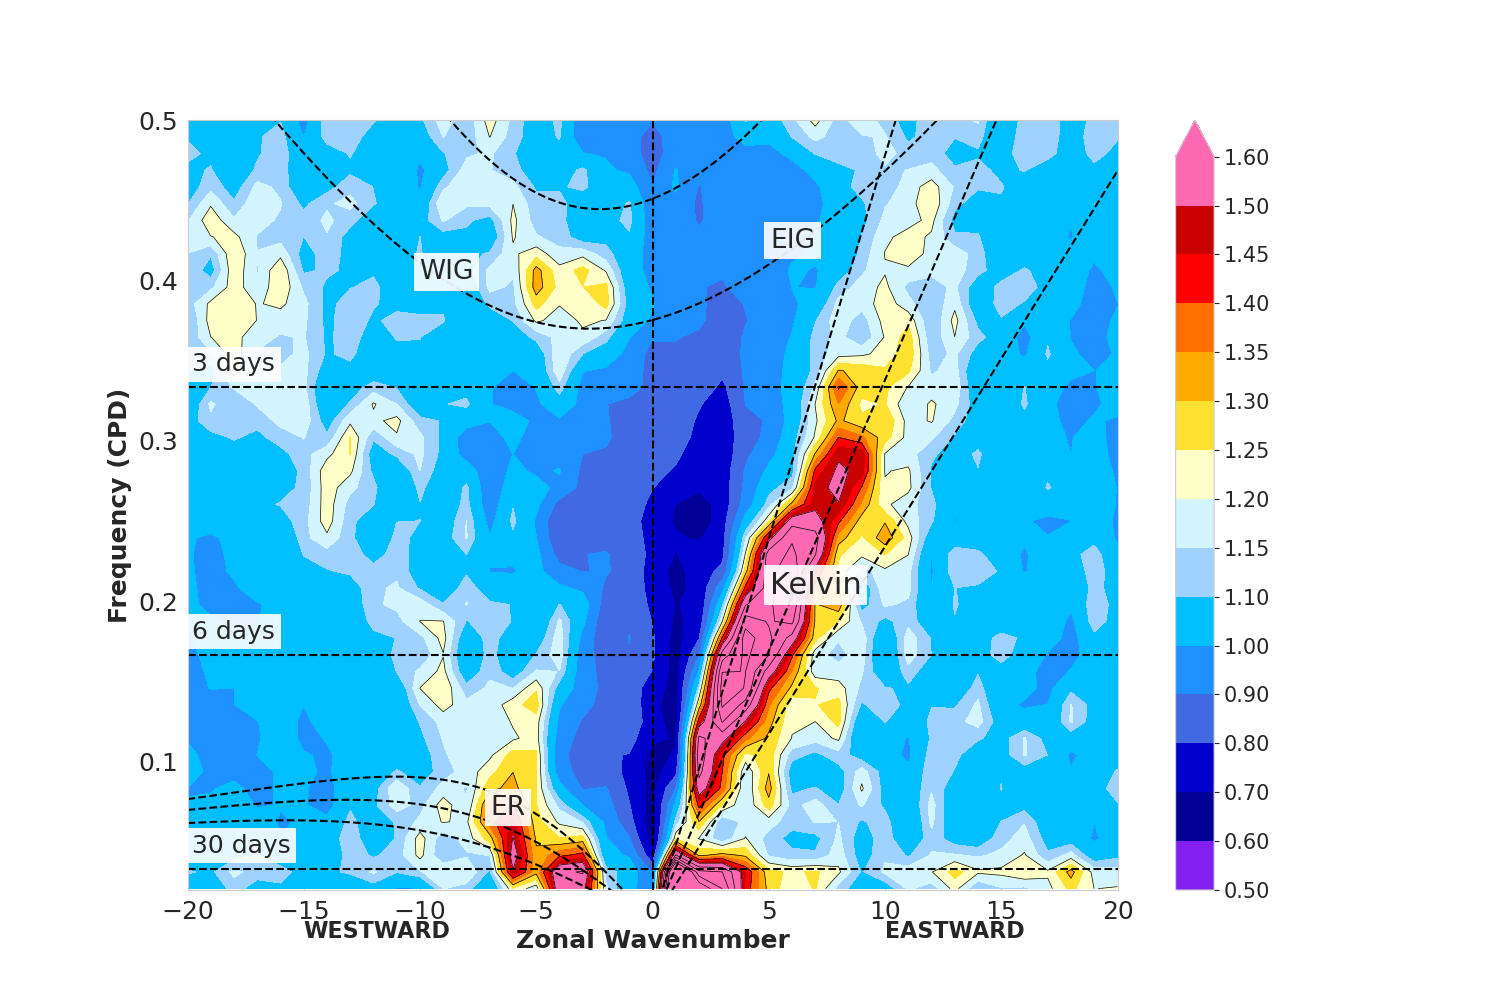 0.5
0.4
0.3
0.2
0.1
Frequency (CPD)
WIG
EIG
3 days
Kelvin
6 days
ER
30 days
−20 −15 −10 −5 0 5 10 15 20
WESTWARD EASTWARD
Zonal Wavenumber
1.60
1.50
1.45
1.40
1.35
1.30
1.25
1.20
1.15
1.10
1.00
0.90
0.80
0.70
0.60
0.50